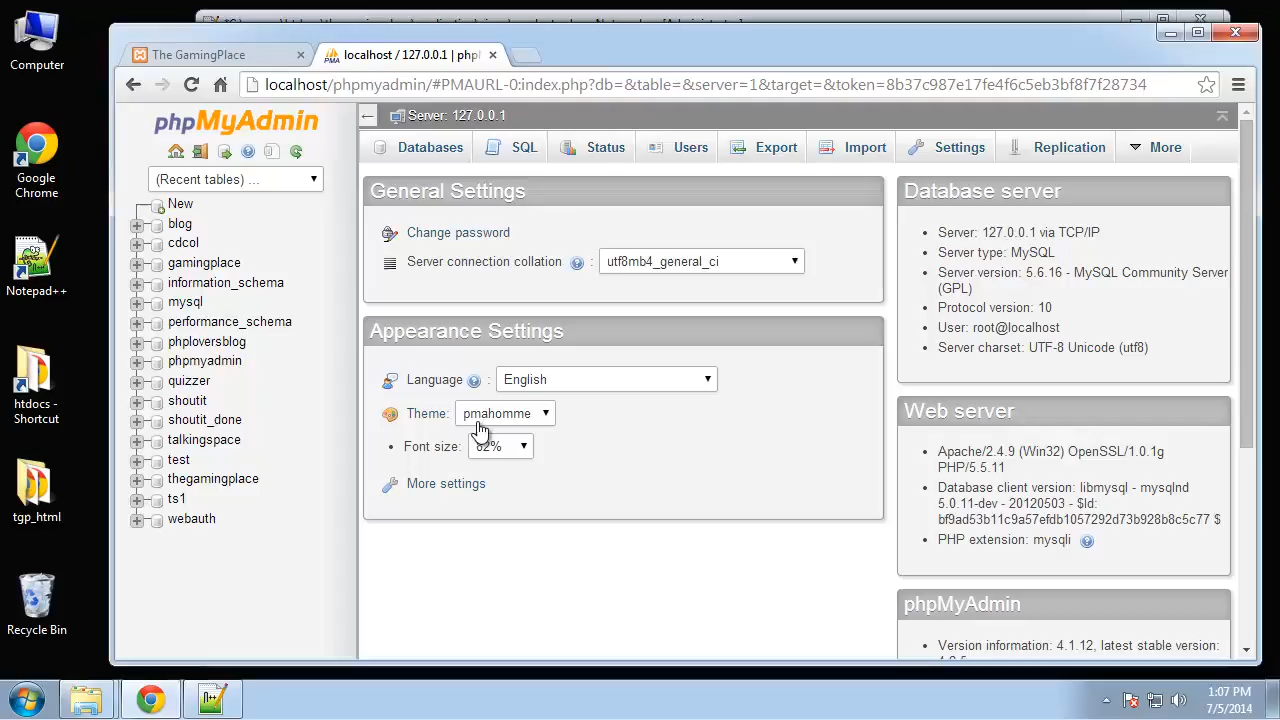 Computer
Google
Chrome
Notepad++
htdocs -
Shortcut
tgp_html
Recycle Bin
The GamingPlace
localhost / 127.0.0.1 | phpl
localhost/phpmyadmin/#PMAURL-0:index.php?db=&table=&server=1&target=&token=8b37c987e17fe4f6c5eb3bf8f7f28734
phpMyAdmin
(Recent tables) ...
New
blog
cdcol
gamingplace
information_schema
mysql
performance_schema
phploversblog
phpmyadmin
quizzer
shoutit
shoutit_done
talkingspace
test
thegamingplace
ts1
webauth
Server: 127.0.0.1
Databases SQL Status Users Export Import Settings Replication More
General Settings
Change password
Server connection collation : utf8mb4_general_ci
Appearance Settings
Language : English
Theme: pmahomme
Font size: 82%
More settings
Database server
Server: 127.0.0.1 via TCP/IP
Server type: MySQL
Server version: 5.6.16 - MySQL Community Server
(GPL)
Protocol version: 10
User: root@localhost
Server charset: UTF-8 Unicode (utf8)
Web server
Apache/2.4.9 (Win32) OpenSSL/1.0.1g
PHP/5.5.11
Database client version: libmysql - mysqlnd
5.0.11-dev - 20120503 - $Id:
bf9ad53b11c9a57efdb1057292d73b928b8c5c77 $
PHP extension: mysqli
phpMyAdmin
Version information: 4.1.12, latest stable version:
1:07 PM
7/5/2014